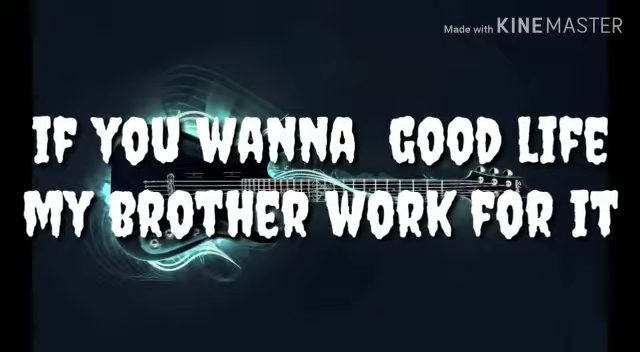 Made with KINEMASTER
IF YOU WANNA GOOD LIFE
MY BROTHER WORK FOR IT